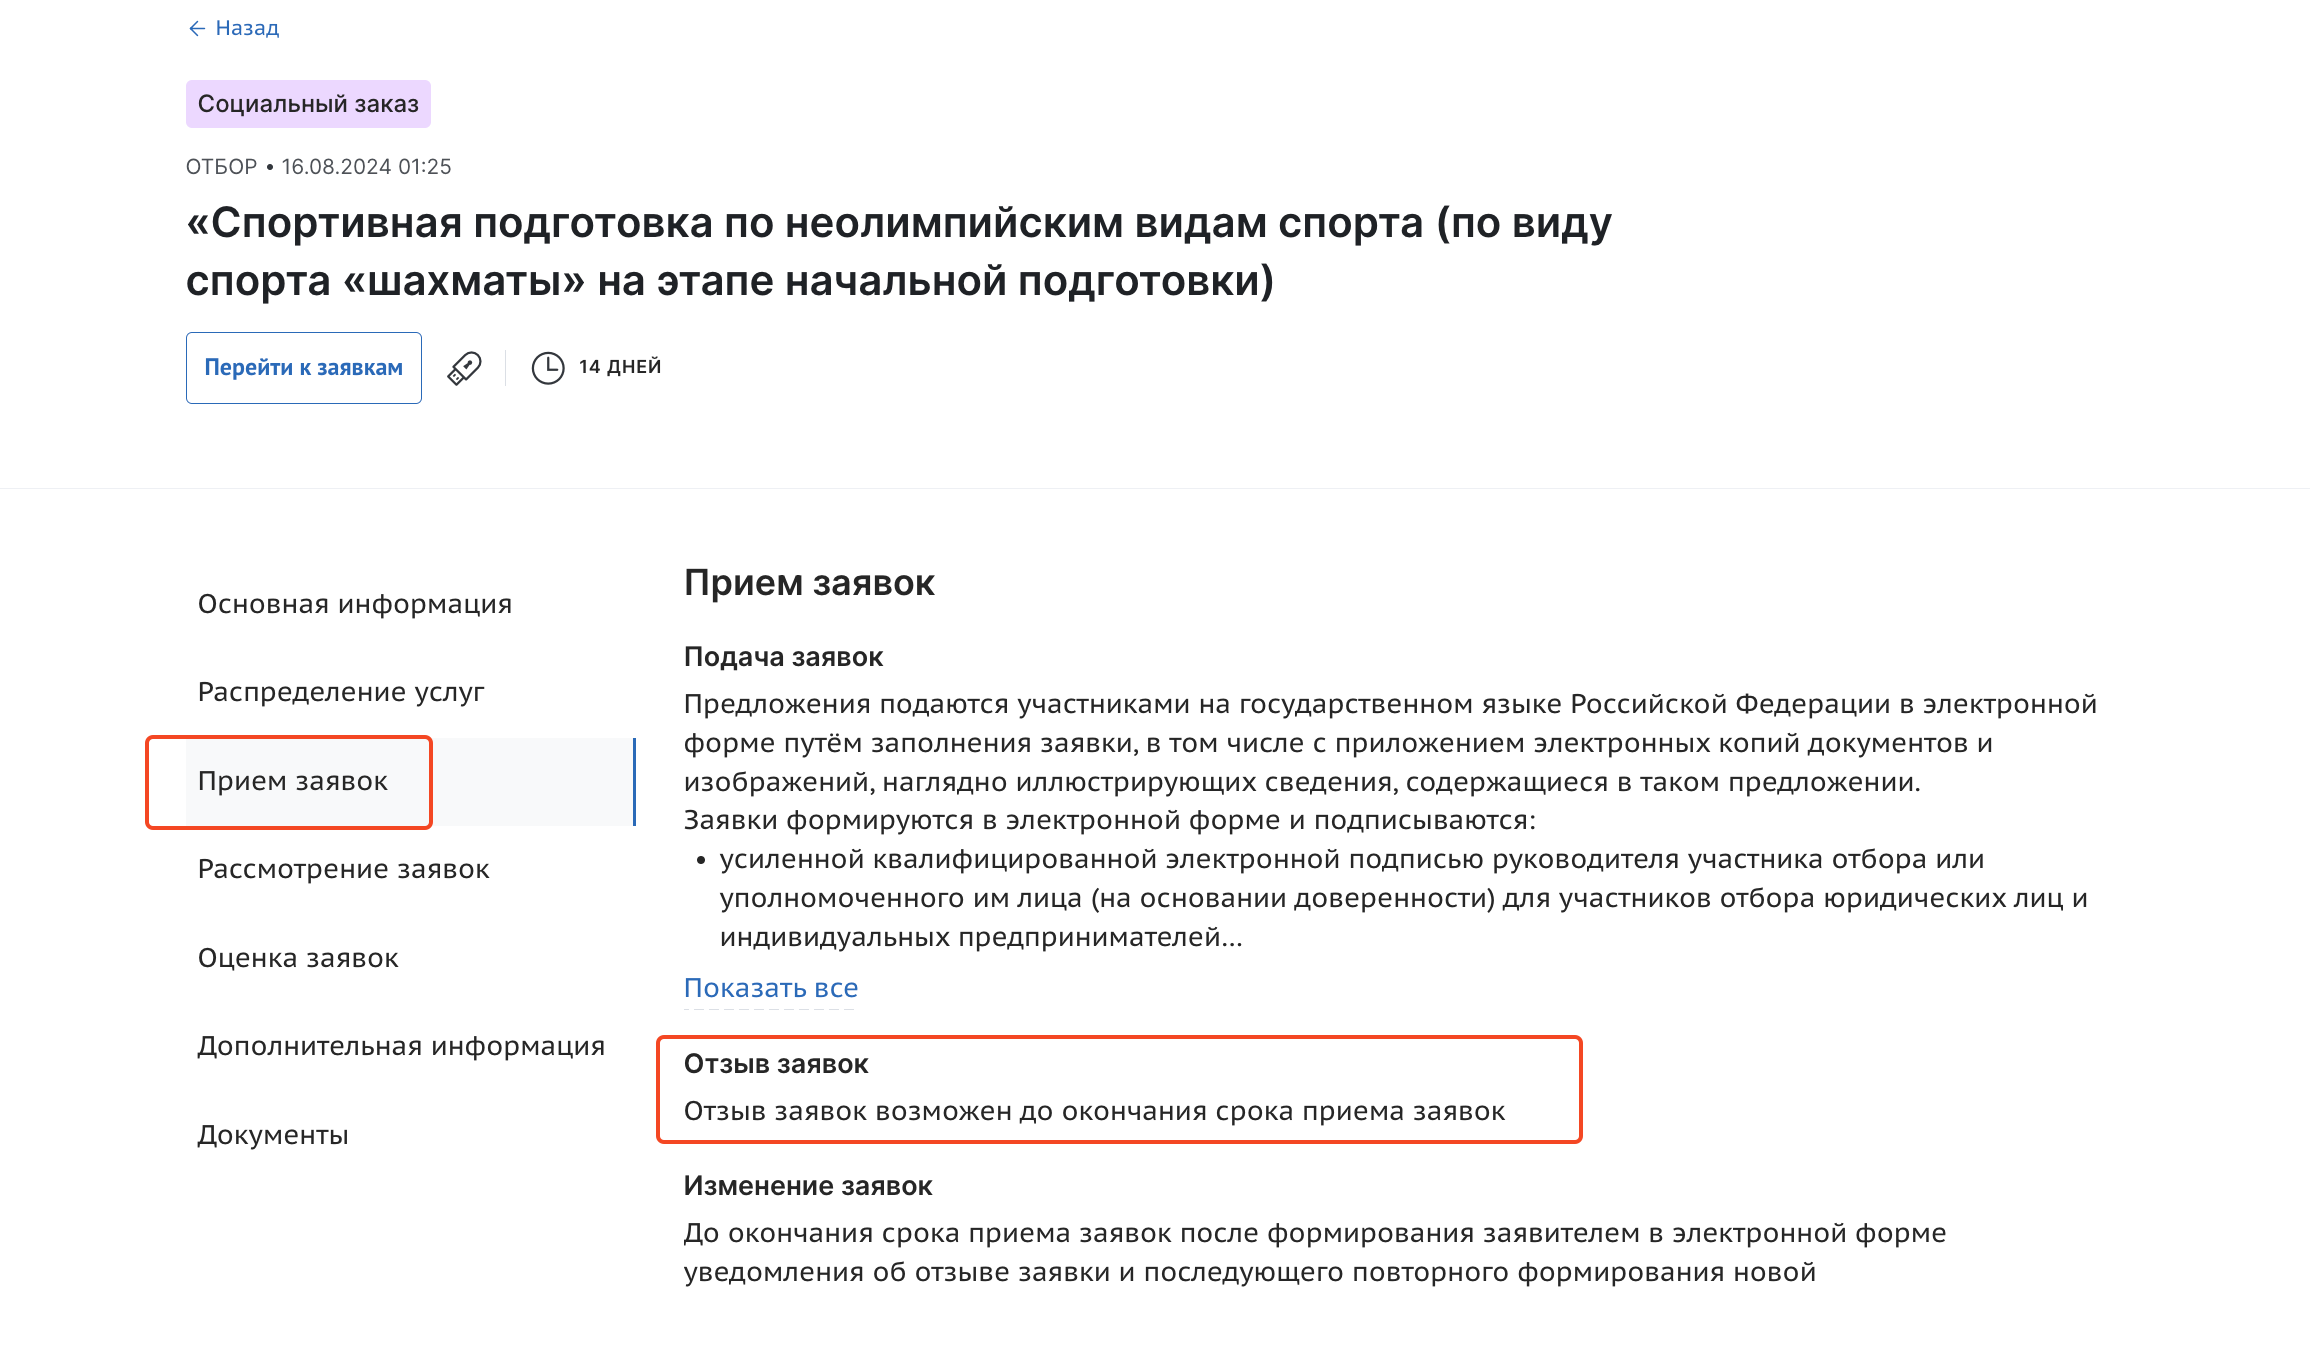 ← Назад
Социальный заказ
ОТБОР • 16.08.2024 01:25
«Спортивная подготовка по неолимпийским видам спорта (по виду
спорта «шахматы» на этапе начальной подготовки)
Перейти к заявкам
14 ДНЕЙ
Основная информация
Распределение услуг
Прием заявок
Рассмотрение заявок
Оценка заявок
Дополнительная информация
Документы
Прием заявок
Подача заявок
Предложения подаются участниками на государственном языке Российской Федерации в электронной
форме путём заполнения заявки, в том числе с приложением электронных копий документов и
изображений, наглядно иллюстрирующих сведения, содержащиеся в таком предложении.
Заявки формируются в электронной форме и подписываются:
• усиленной квалифицированной электронной подписью руководителя участника отбора или
уполномоченного им лица (на основании доверенности) для участников отбора юридических лиц и
индивидуальных предпринимателей...
Показать все
Отзыв заявок
Отзыв заявок возможен до окончания срока приема заявок
Изменение заявок
До окончания срока приема заявок после формирования заявителем в электронной форме
уведомления об отзыве заявки и последующего повторного формирования новой